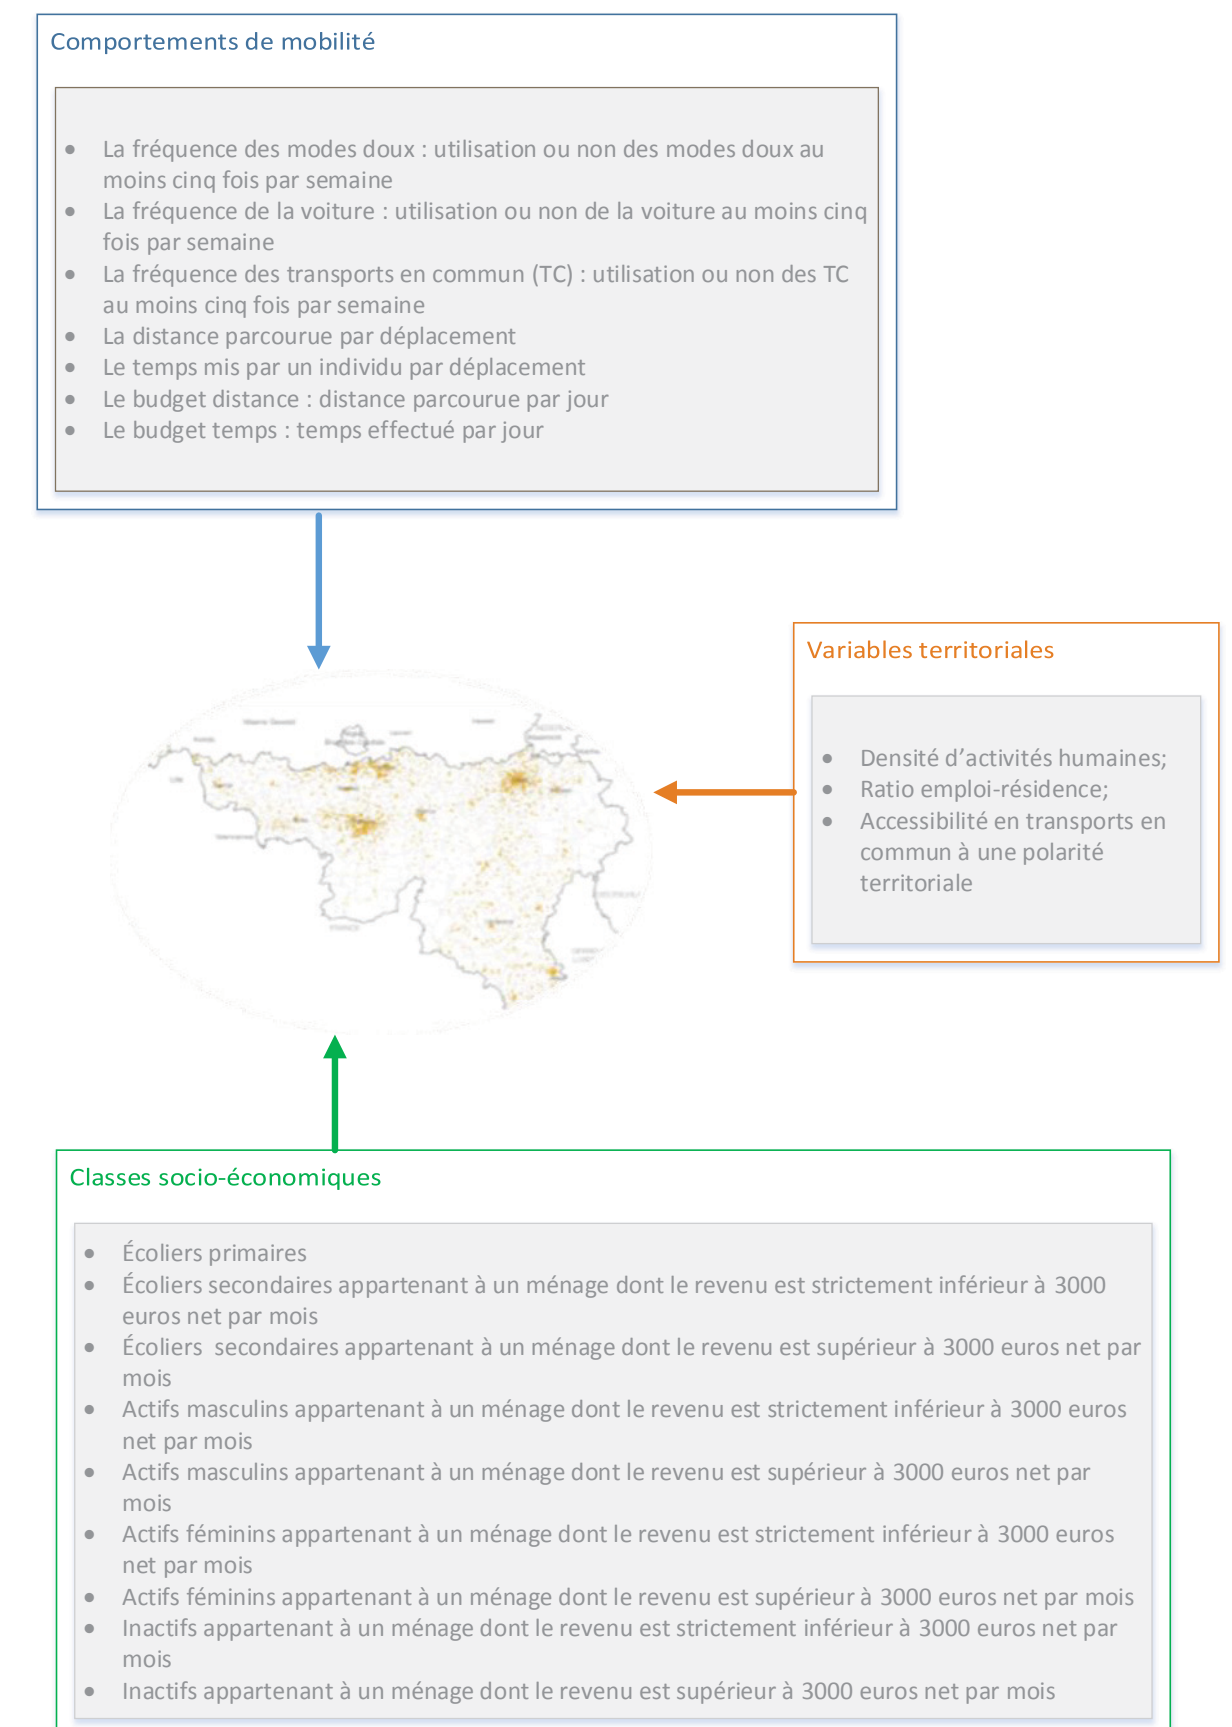 Comportements de mobilité
• La fréquence des modes doux : utilisation ou non des modes doux au
moins cinq fois par semaine
• La fréquence de la voiture : utilisation ou non de la voiture au moins cinq
fois par semaine
• La fréquence des transports en commun (TC) : utilisation ou non des TC
au moins cinq fois par semaine
• La distance parcourue par déplacement
• Le temps mis par un individu par déplacement
• Le budget distance : distance parcourue par jour
• Le budget temps : temps effectué par jour
Variables territoriales
• Densité d’activités humaines;
• Ratio emploi-résidence;
• Accessibilité en transports en
commun à une polarité
territoriale
FRANCE
Classes socio-économiques
• Écoliers primaires
• Écoliers secondaires appartenant à un ménage dont le revenu est strictement inférieur à 3000
euros net par mois
• Écoliers  secondaires appartenant à un ménage dont le revenu est supérieur à 3000 euros net par
mois
• Actifs masculins appartenant à un ménage dont le revenu est strictement inférieur à 3000 euros
net par mois
• Actifs masculins appartenant à un ménage dont le revenu est supérieur à 3000 euros net par
mois
• Actifs féminins appartenant à un ménage dont le revenu est strictement inférieur à 3000 euros
net par mois
• Actifs féminins appartenant à un ménage dont le revenu est supérieur à 3000 euros net par mois
• Inactifs appartenant à un ménage dont le revenu est strictement inférieur à 3000 euros net par
mois
• Inactifs appartenant à un ménage dont le revenu est supérieur à 3000 euros net par mois